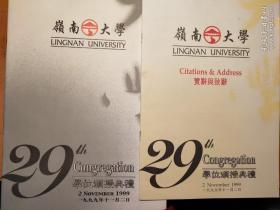 嶺南大學
LINGNAN UNIVERSITY
29th
Congregation
學位頒授典禮
2 NOVEMBER 1999
一九九九年十一月二日
嶺南大學
LINGNAN UNIVERSITY
Citations & Address
贊辭與致辭
29th
Congregation
學位頒授典禮
2 November 1999
一九九九年十一月二日